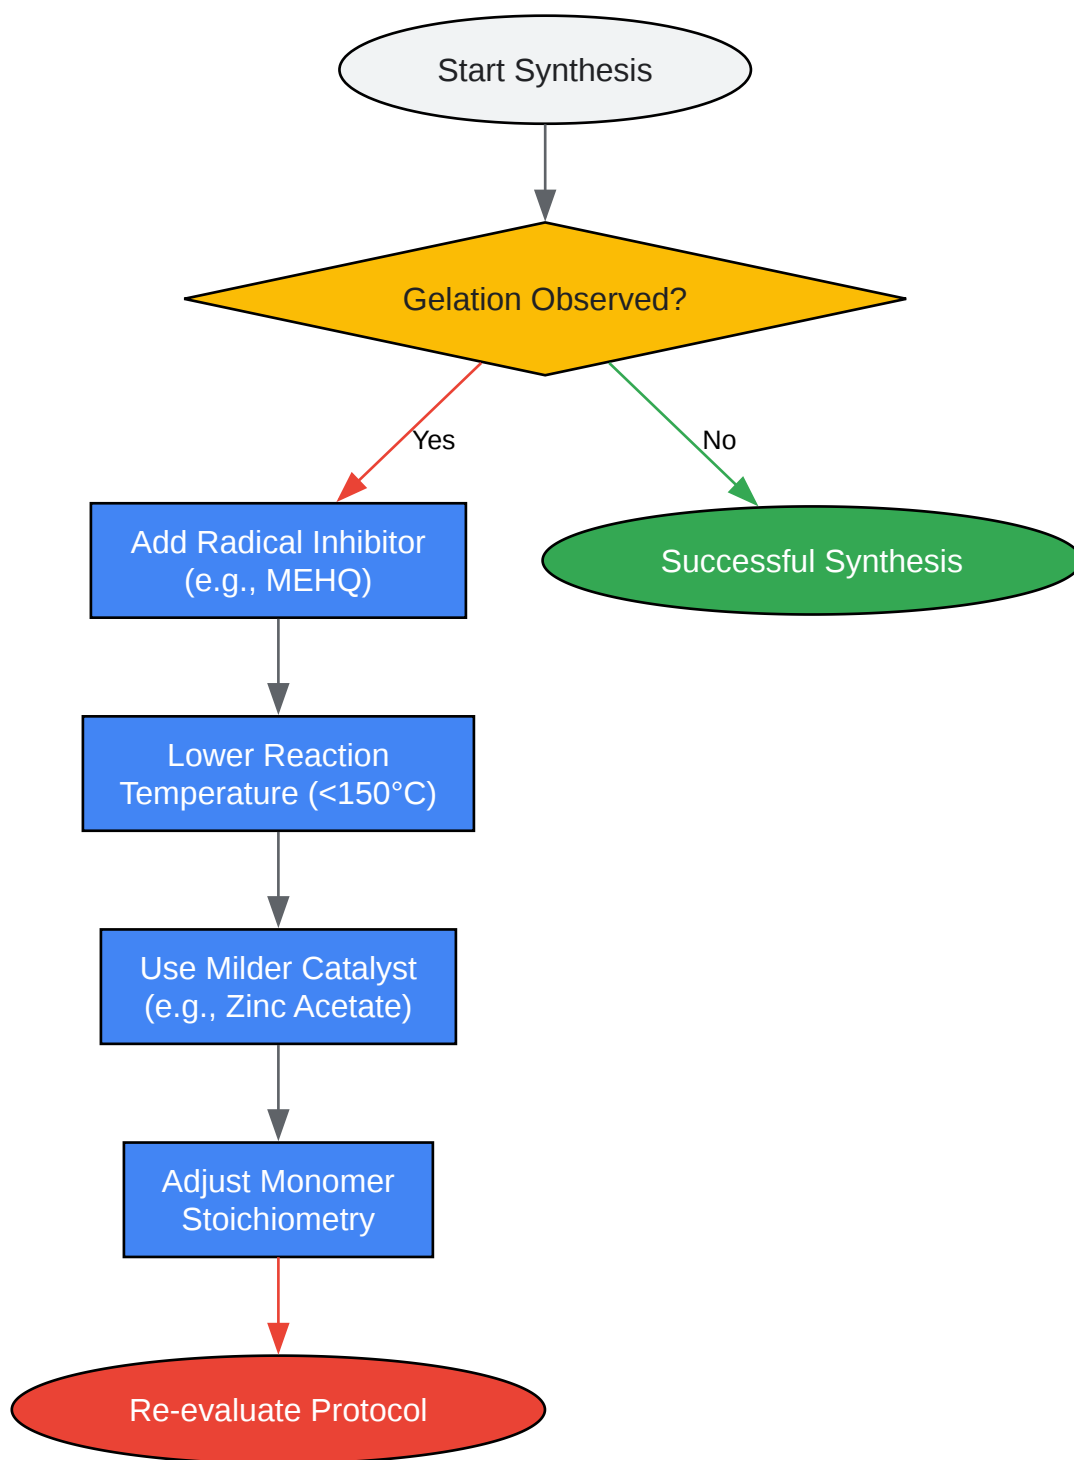 Start Synthesis
Gelation Observed?
Yes
No
Add Radical Inhibitor
(e.g., MEHQ)
Successful Synthesis
Lower Reaction
Temperature (<150°C)
Use Milder Catalyst
(e.g., Zinc Acetate)
Adjust Monomer
Stoichiometry
Re-evaluate Protocol